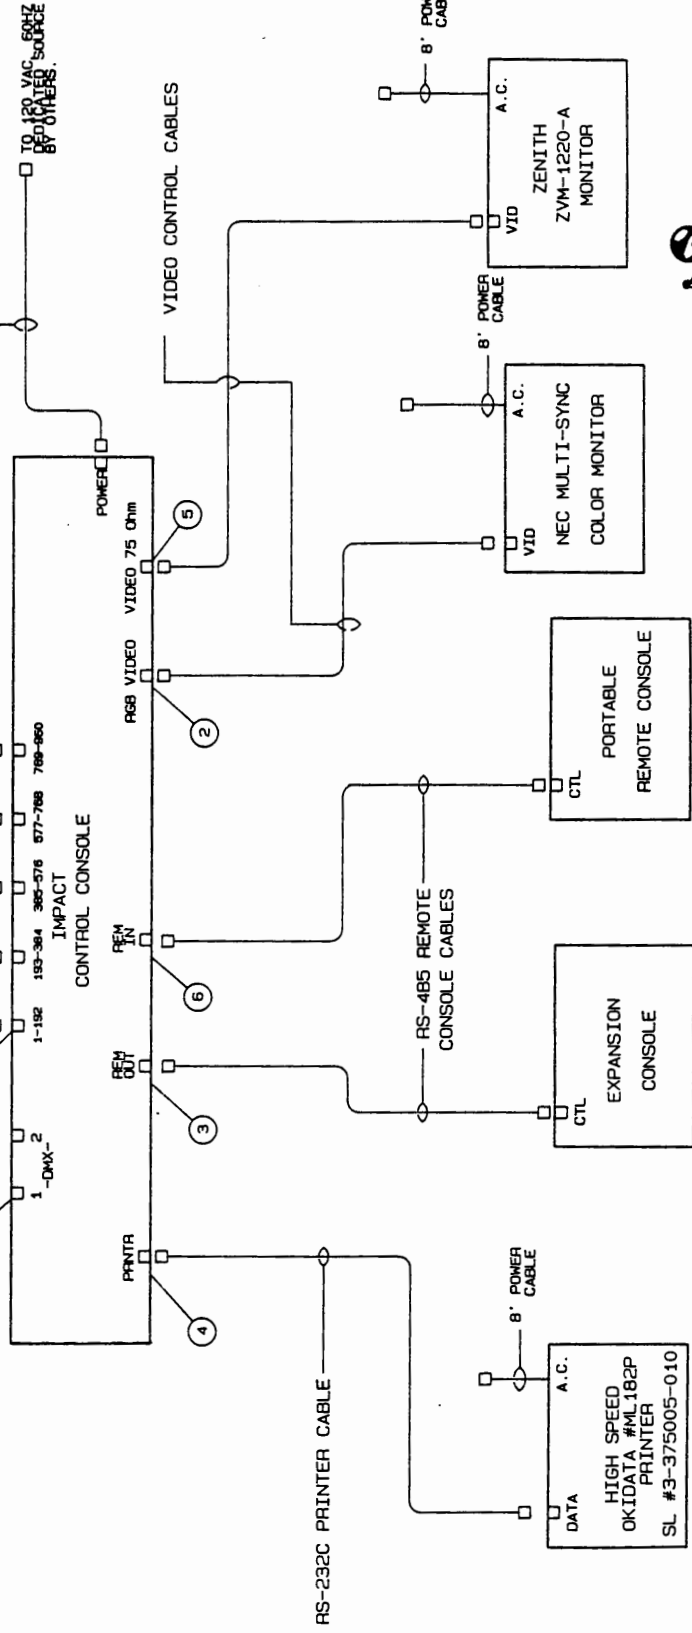 TO 120 VAC, 60HZ
DEDICATED SOURCE
BY OTHERS.
VIDEO CONTROL CABLES
1
2
-DMX-
1-192
193-384
385-576
577-768
769-960
IMPACT
CONTROL CONSOLE
POWER
PRNTR
REM
OUT
REM
IN
RGB VIDEO
VIDEO 75 Ohm
4
3
6
2
5
RS-232C PRINTER CABLE
RS-485 REMOTE
CONSOLE CABLES
8' POWER
CABLE
8' POWER
CABLE
8' POW
CAB
DATA
A.C.
HIGH SPEED
OKIDATA #ML182P
PRINTER
SL #3-375005-010
CTL
EXPANSION
CONSOLE
CTL
PORTABLE
REMOTE CONSOLE
VID
A.C.
NEC MULTI-SYNC
COLOR MONITOR
VID
A.C.
ZENITH
ZVM-1220-A
MONITOR